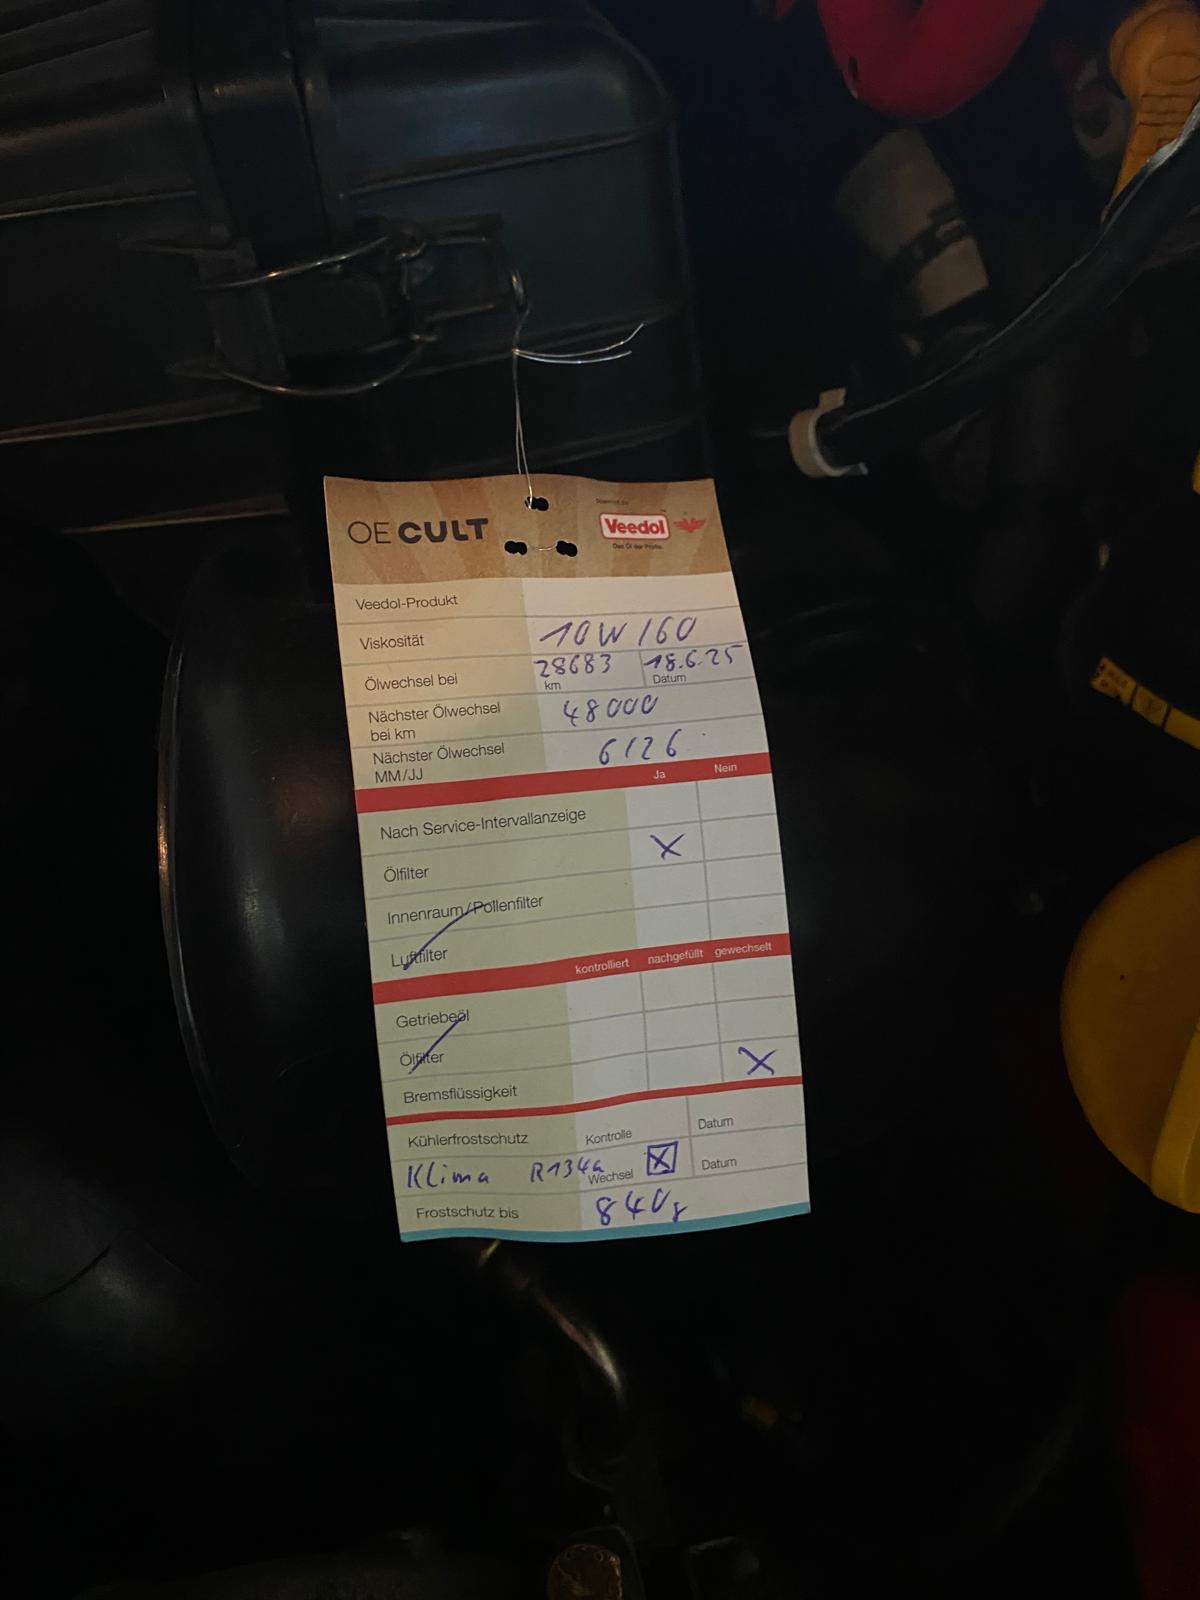 OE CULT
Veedol
Das Öl der Profis.
Veedol-Produkt
Viskosität 10W/60
Ölwechsel bei 28683 km 18.6.25 Datum
Nächster Ölwechsel bei km 48000
Nächster Ölwechsel MM/JJ 6/26
Ja Nein
Nach Service-Intervallanzeige
Ölfilter X
Innenraum/Pollenfilter
Luftfilter
kontrolliert nachgefüllt gewechselt
Getriebeöl
Ölfilter
Bremsflüssigkeit X
Kühlerfrostschutz Kontrolle Datum
Klima R134a Wechsel X Datum
Frostschutz bis 840g